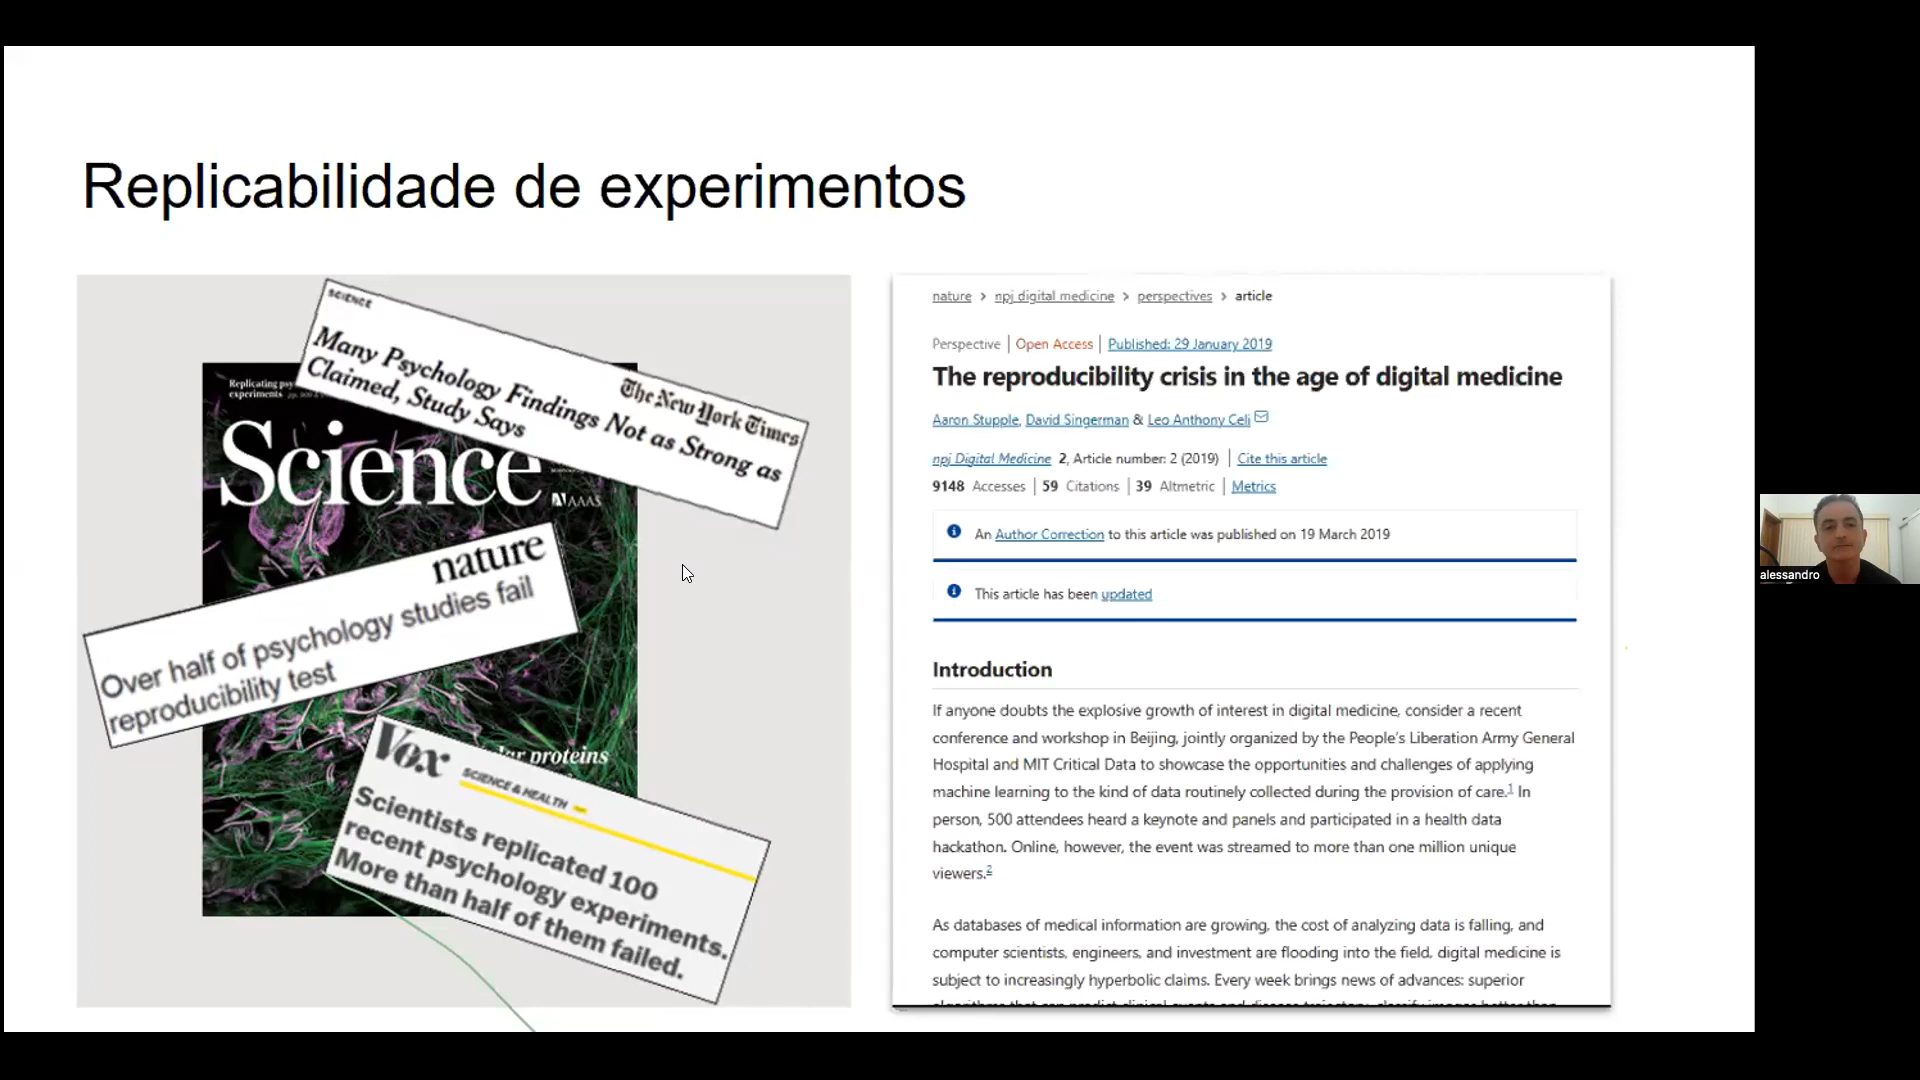 Replicabilidade de experimentos
SCIENCE
The New York Times
Many Psychology Findings Not as Strong as
Claimed, Study Says
Replicating
experiments
Science
AAAS
nature
Over half of psychology studies fail
reproducibility test
proteins
Vox
SCIENCE & HEALTH
Scientists replicated 100
recent psychology experiments.
More than half of them failed.
nature > npj digital medicine > perspectives > article
Perspective | Open Access | Published: 29 January 2019
The reproducibility crisis in the age of digital medicine
Aaron Stupple, David Singerman & Leo Anthony Celi
npj Digital Medicine 2, Article number: 2 (2019) | Cite this article
9148 Accesses | 59 Citations | 39 Altmetric | Metrics
An Author Correction to this article was published on 19 March 2019
This article has been updated
Introduction
If anyone doubts the explosive growth of interest in digital medicine, consider a recent
conference and workshop in Beijing, jointly organized by the People's Liberation Army General
Hospital and MIT Critical Data to showcase the opportunities and challenges of applying
machine learning to the kind of data routinely collected during the provision of care.1 In
person, 500 attendees heard a keynote and panels and participated in a health data
hackathon. Online, however, the event was streamed to more than one million unique
viewers.2
As databases of medical information are growing, the cost of analyzing data is falling, and
computer scientists, engineers, and investment are flooding into the field, digital medicine is
subject to increasingly hyperbolic claims. Every week brings news of advances: superior
alessandro